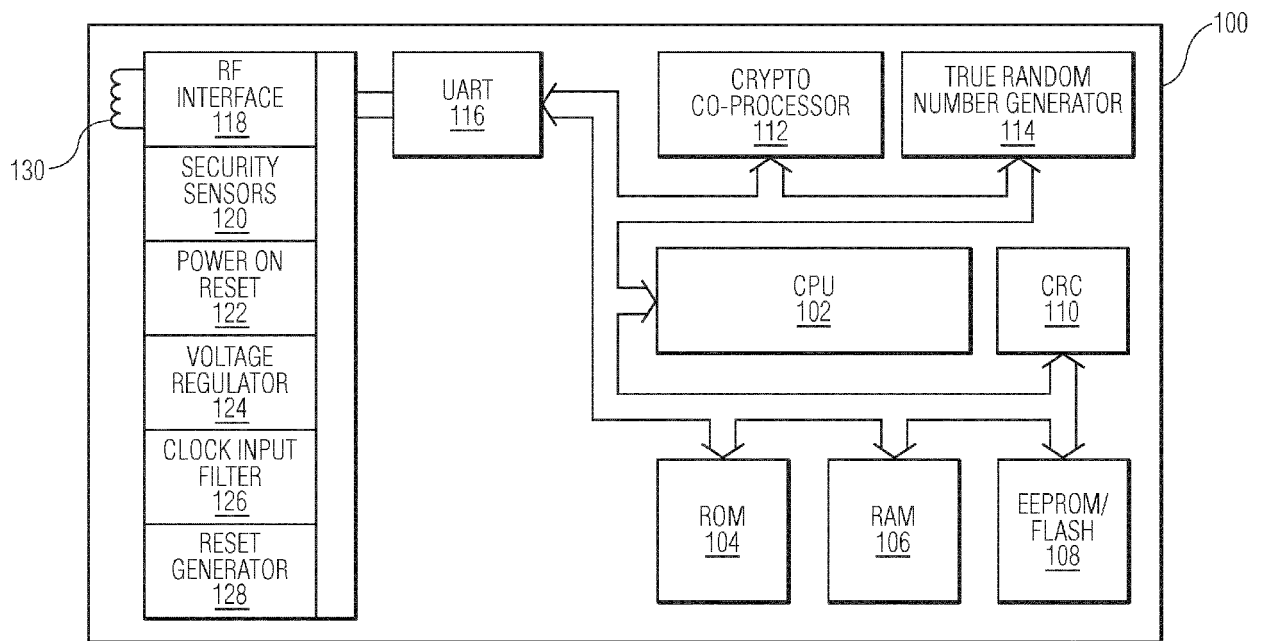 100
RF
INTERFACE
118
130
SECURITY
SENSORS
120
POWER ON
RESET
122
VOLTAGE
REGULATOR
124
CLOCK INPUT
FILTER
126
RESET
GENERATOR
128
UART
116
CRYPTO
CO-PROCESSOR
112
TRUE RANDOM
NUMBER GENERATOR
114
CPU
102
CRC
110
ROM
104
RAM
106
EEPROM/
FLASH
108